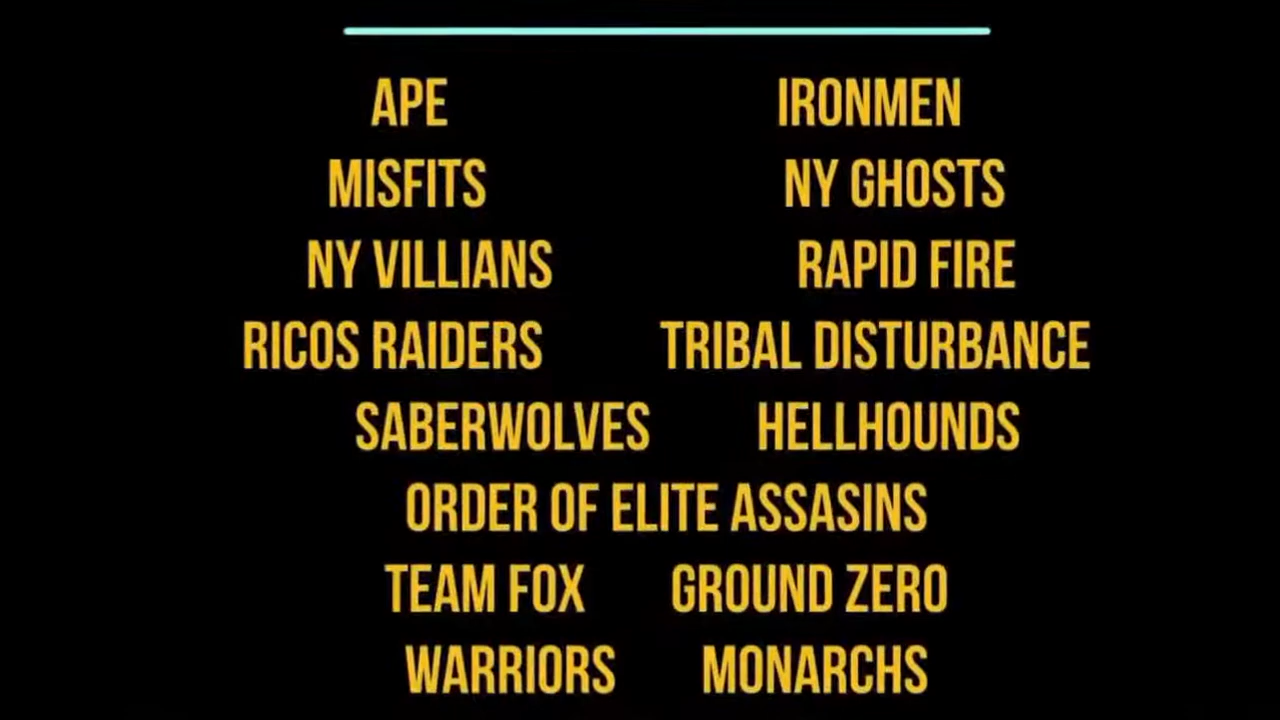 APE IRONMEN
MISFITS NY GHOSTS
NY VILLIANS RAPID FIRE
RICOS RAIDERS TRIBAL DISTURBANCE
SABERWOLVES HELLHOUNDS
ORDER OF ELITE ASSASINS
TEAM FOX GROUND ZERO
WARRIORS MONARCHS